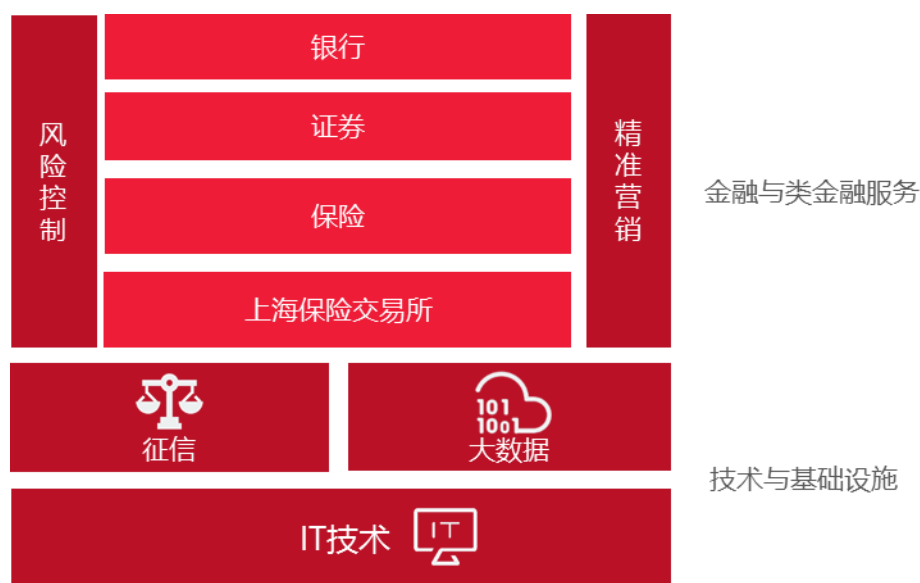 风险控制
银行
证券
保险
上海保险交易所
精准营销
金融与类金融服务
征信
101
1001
大数据
技术与基础设施
IT技术
IT